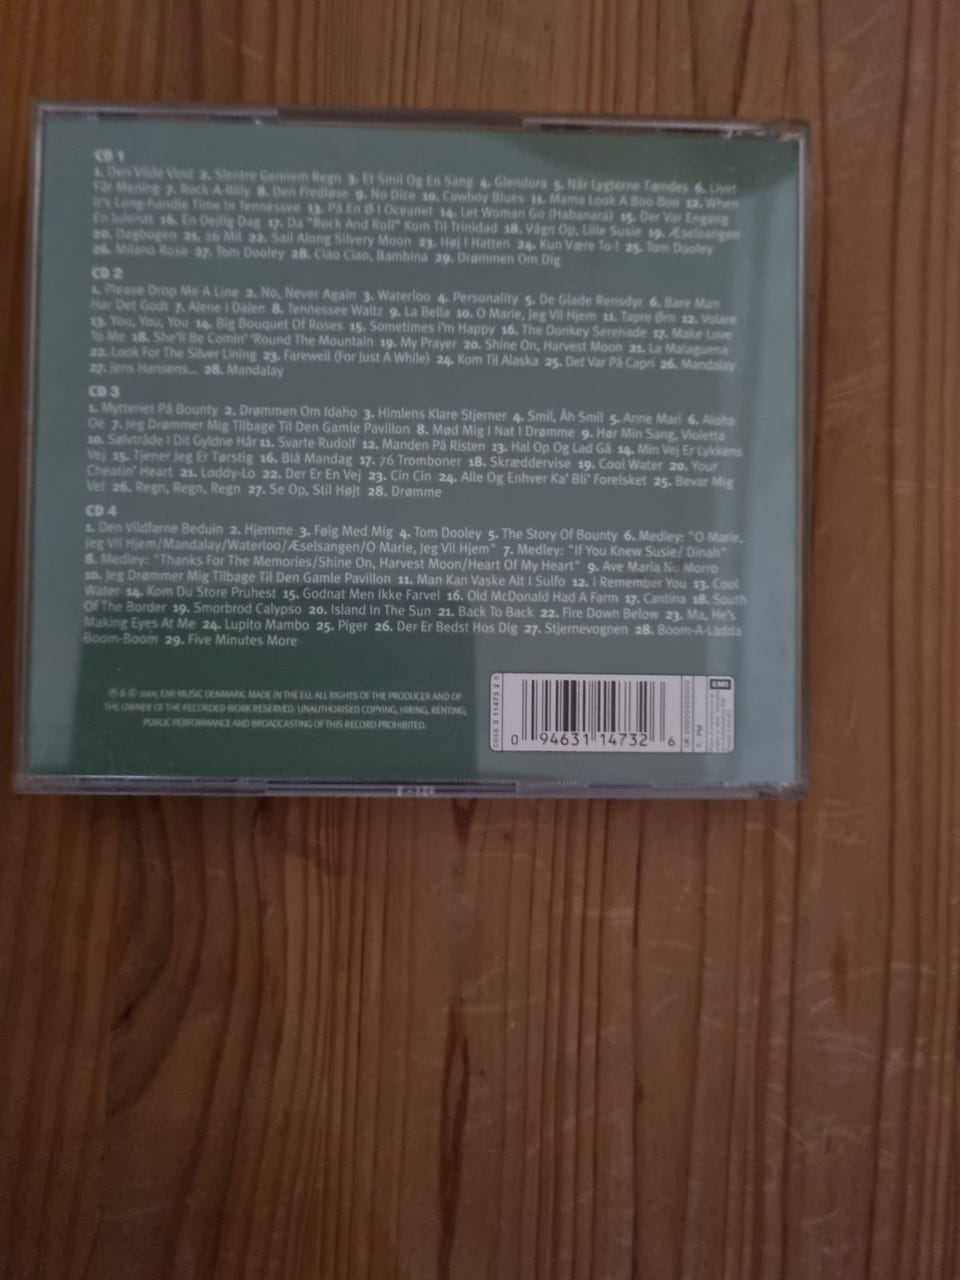 CD 1
1. Den Vilde Vind 2. Slentre Gennem Regn 3. Et Smil Og En Sang 4. Glendora 5. Når Lygterne Tændes 6. Livet
Får Mening 7. Rock-A-Billy 8. Den Fredløse 9. No Dice 10. Cowboy Blues 11. Mama Look A Boo Boo 12. When
It's Long-handle Time In Tennessee 13. På En Ø I Oceanet 14. Let Woman Go (Habanara) 15. Der Var Engang
En Julenat 16. En Dejlig Dag 17. Da "Rock And Roll" Kom Til Trinidad 18. Vågn Op, Lille Susie 19. Æselsangen
20. Dagbogen 21. 26 Mil 22. Sail Along Silvery Moon 23. Høj I Hatten 24. Kun Være To-! 25. Tom Dooley
26. Milano Rose 27. Tom Dooley 28. Ciao Ciao, Bambina 29. Drømmen Om Dig
CD 2
1. Please Drop Me A Line 2. No, Never Again 3. Waterloo 4. Personality 5. De Glade Rensdyr 6. Bare Man
Har Det Godt 7. Alene I Dalen 8. Tennessee Waltz 9. La Bella 10. O Marie, Jeg Vil Hjem 11. Tapre Ørn 12. Volare
13. You, You, You 14. Big Bouquet Of Roses 15. Sometimes I'm Happy 16. The Donkey Serenade 17. Make Love
To Me 18. She'll Be Comin' 'Round The Mountain 19. My Prayer 20. Shine On, Harvest Moon 21. La Malaguena
22. Look For The Silver Lining 23. Farewell (For Just A While) 24. Kom Til Alaska 25. Det Var På Capri 26. Mandalay
27. Jens Hansens... 28. Mandalay
CD 3
1. Mytteriet På Bounty 2. Drømmen Om Idaho 3. Himlens Klare Stjerner 4. Smil, Åh Smil 5. Anne Mari 6. Aloha
Oe 7. Jeg Drømmer Mig Tilbage Til Den Gamle Pavillon 8. Mød Mig I Nat I Drømme 9. Hør Min Sang, Violetta
10. Sølvtråde I Dit Gyldne Hår 11. Svarte Rudolf 12. Manden På Risten 13. Hal Op Og Lad Gå 14. Min Vej Er Lykkens
Vej 15. Tjener Jeg Er Tørstig 16. Blå Mandag 17. 76 Tromboner 18. Skræddervise 19. Cool Water 20. Your
Cheatin' Heart 21. Loddy-Lo 22. Der Er En Vej 23. Cin Cin 24. Alle Og Enhver Ka' Bli' Forelsket 25. Bevar Mig
Vel 26. Regn, Regn, Regn 27. Se Op, Stil Højt 28. Drømme
CD 4
1. Den Vildfarne Beduin 2. Hjemme 3. Følg Med Mig 4. Tom Dooley 5. The Story Of Bounty 6. Medley: "O Marie,
Jeg Vil Hjem/Mandalay/Waterloo/Æselsangen/O Marie, Jeg Vil Hjem" 7. Medley: "If You Knew Susie/ Dinah"
8. Medley: "Thanks For The Memories/Shine On, Harvest Moon/Heart Of My Heart" 9. Ave Maria No Morro
10. Jeg Drømmer Mig Tilbage Til Den Gamle Pavillon 11. Man Kan Vaske Alt I Sulfo 12. I Remember You 13. Cool
Water 14. Kom Du Store Pruhest 15. Godnat Men Ikke Farvel 16. Old McDonald Had A Farm 17. Cantina 18. South
Of The Border 19. Smorbrod Calypso 20. Island In The Sun 21. Back To Back 22. Fire Down Below 23. Ma, He's
Making Eyes At Me 24. Lupito Mambo 25. Piger 26. Der Er Bedst Hos Dig 27. Stjernevognen 28. Boom-A-Ladda
Boom-Boom 29. Five Minutes More
℗ & © 2005 EMI MUSIC DENMARK. MADE IN THE EU. ALL RIGHTS OF THE PRODUCER AND OF
THE OWNER OF THE RECORDED WORK RESERVED. UNAUTHORISED COPYING, HIRING, RENTING,
PUBLIC PERFORMANCE AND BROADCASTING OF THIS RECORD PROHIBITED.
0946 3 11473 2 6
0 94631 14732 6
EMI
PM